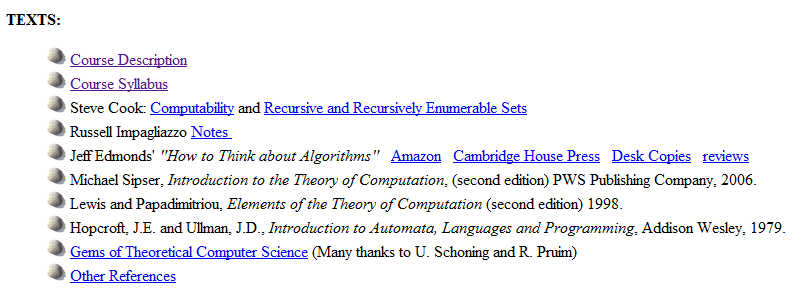 TEXTS:
Course Description
Course Syllabus
Steve Cook: Computability and Recursive and Recursively Enumerable Sets
Russell Impagliazzo Notes
Jeff Edmonds' "How to Think about Algorithms" Amazon Cambridge House Press Desk Copies reviews
Michael Sipser, Introduction to the Theory of Computation, (second edition) PWS Publishing Company, 2006.
Lewis and Papadimitriou, Elements of the Theory of Computation (second edition) 1998.
Hopcroft, J.E. and Ullman, J.D., Introduction to Automata, Languages and Programming, Addison Wesley, 1979.
Gems of Theoretical Computer Science (Many thanks to U. Schoning and R. Pruim)
Other References